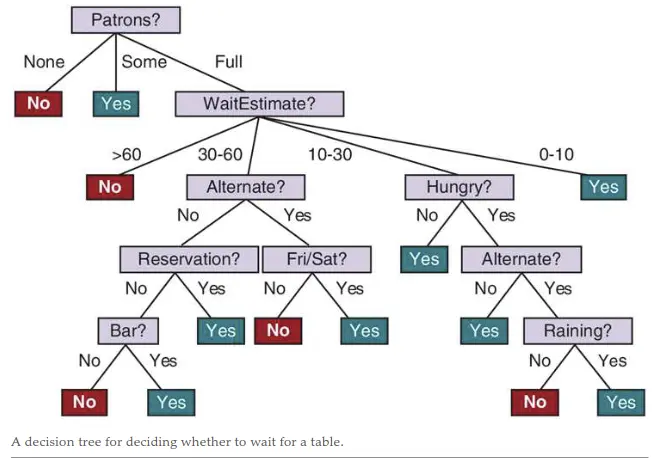 Patrons?
None Some Full
No Yes WaitEstimate?
>60 30-60 10-30 0-10
No Alternate? Hungry? Yes
No Yes No Yes
Reservation? Fri/Sat? Yes Alternate?
No Yes No Yes No Yes
Bar? Yes No Yes Yes Raining?
No Yes No Yes
No Yes No Yes
A decision tree for deciding whether to wait for a table.